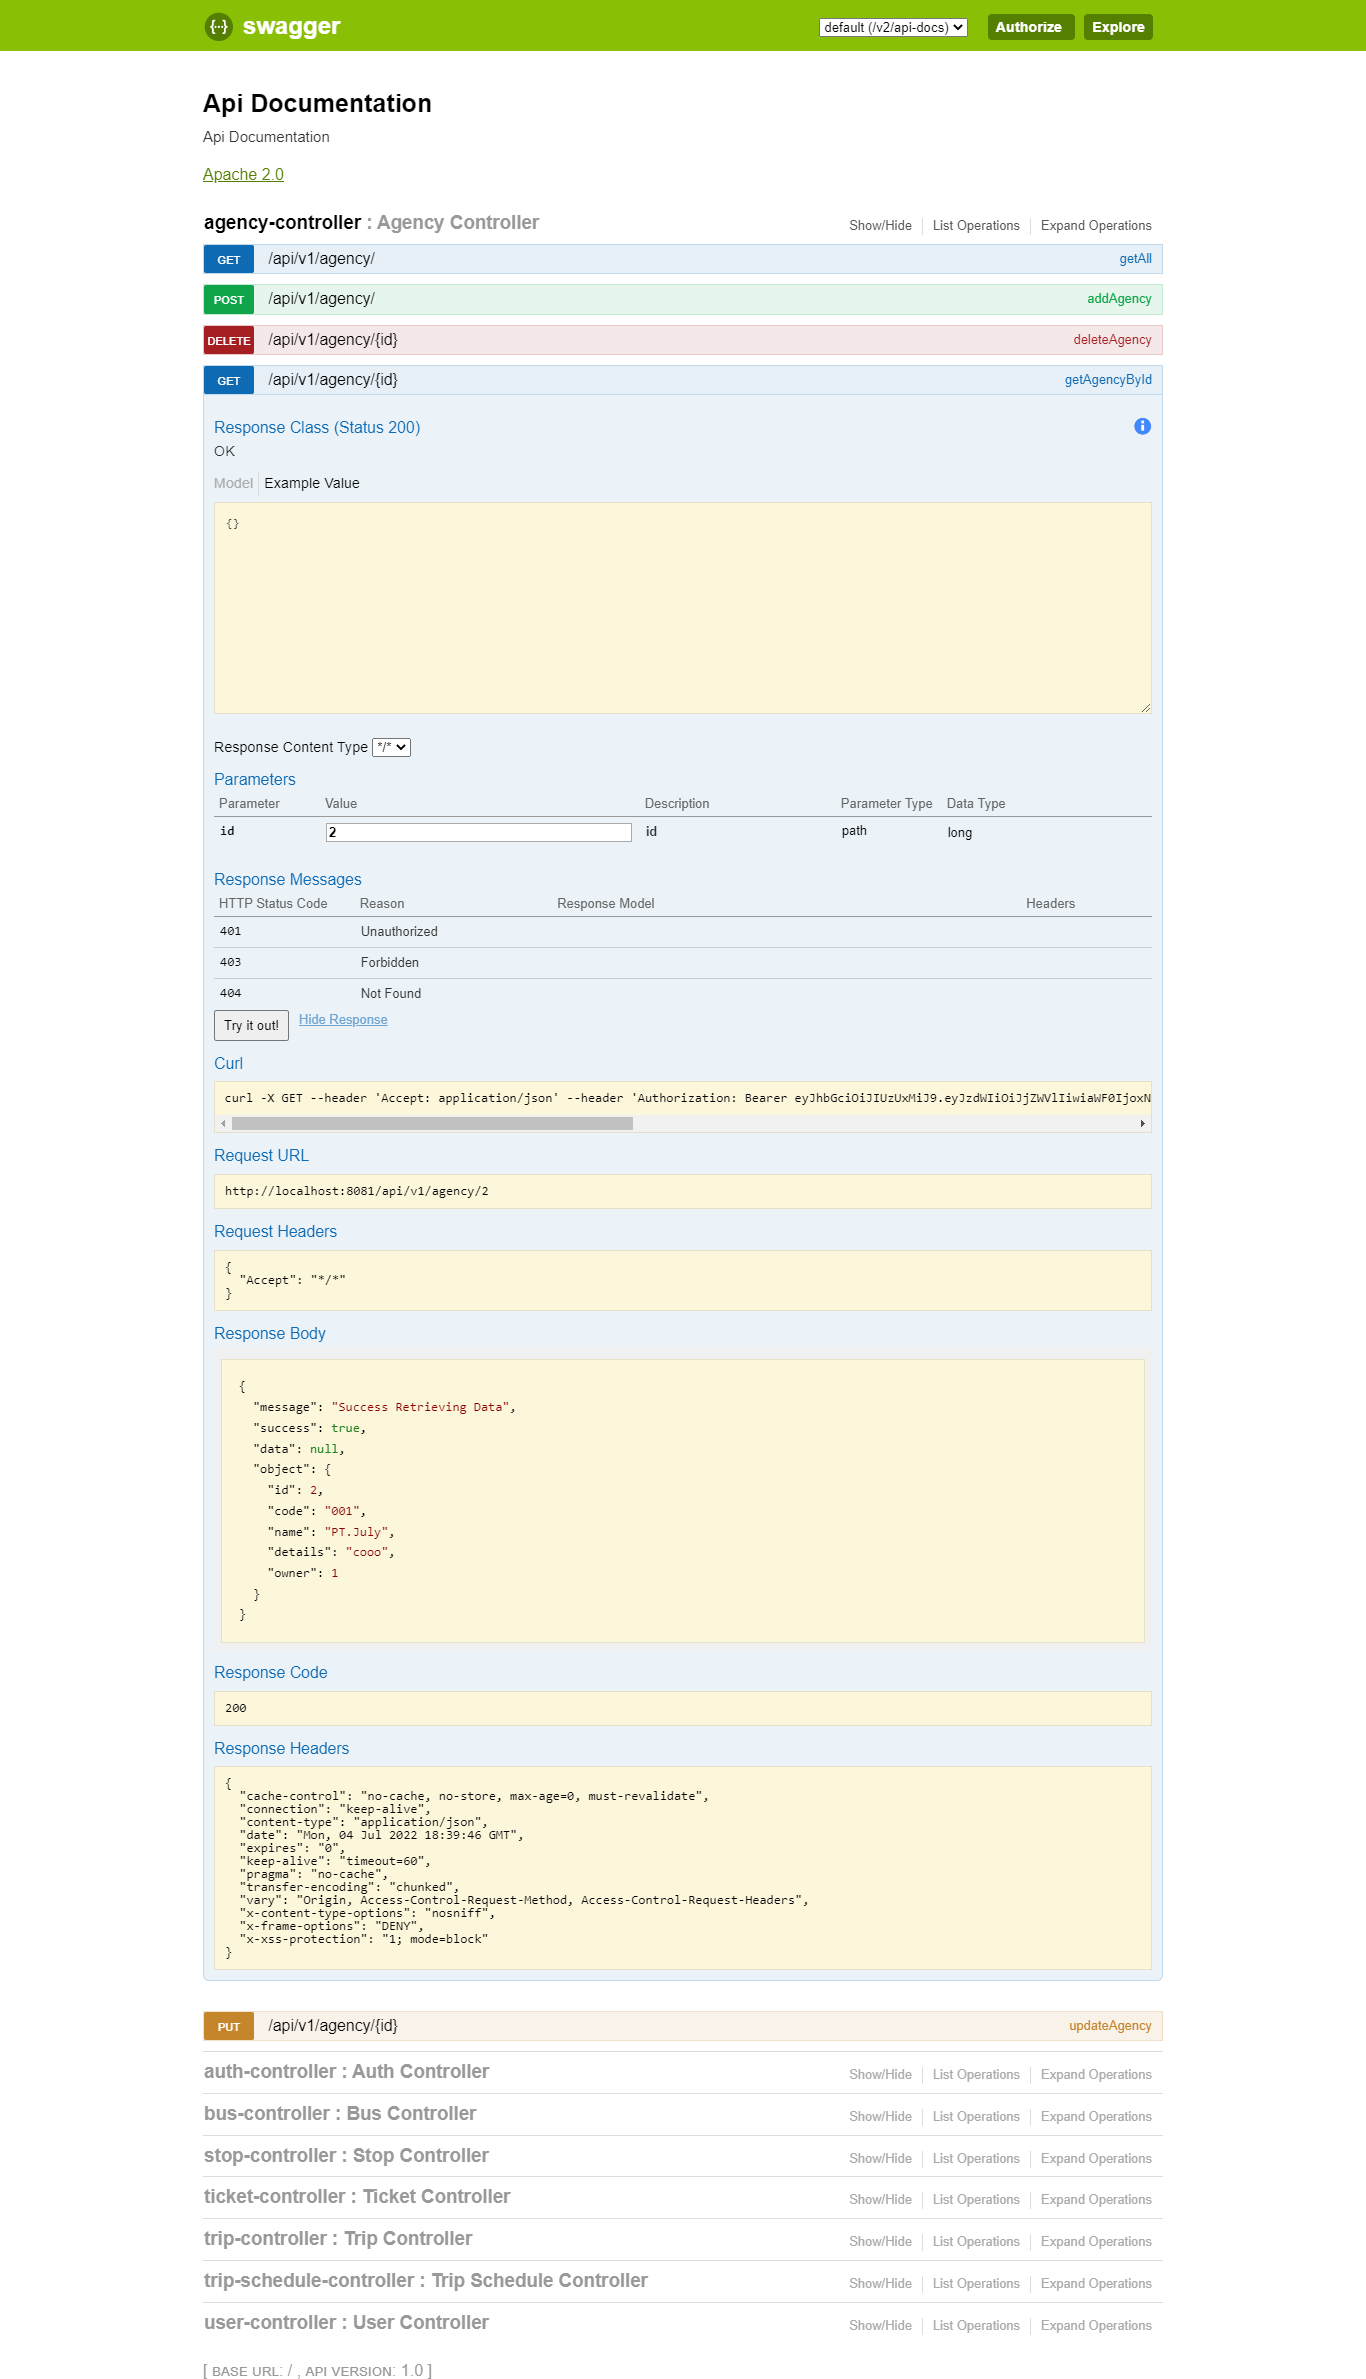 swagger default (/v2/api-docs) Authorize Explore
Api Documentation
Api Documentation
Apache 2.0
agency-controller : Agency Controller Show/Hide List Operations Expand Operations
GET /api/v1/agency/ getAll
POST /api/v1/agency/ addAgency
DELETE /api/v1/agency/{id} deleteAgency
GET /api/v1/agency/{id} getAgencyById
Response Class (Status 200)
OK
Model Example Value
{}
Response Content Type */*
Parameters
Parameter Value Description Parameter Type Data Type
id 2 id path long
Response Messages
HTTP Status Code Reason Response Model Headers
401 Unauthorized
403 Forbidden
404 Not Found
Try it out! Hide Response
Curl
curl -X GET --header 'Accept: application/json' --header 'Authorization: Bearer eyJhbGciOiJIUzUxMiJ9.eyJzdWIiOiJjZWVlIiwiaWF0IjoxN
Request URL
http://localhost:8081/api/v1/agency/2
Request Headers
{
"Accept": "*/*"
}
Response Body
{
"message": "Success Retrieving Data",
"success": true,
"data": null,
"object": {
"id": 2,
"code": "001",
"name": "PT.July",
"details": "cooo",
"owner": 1
}
}
Response Code
200
Response Headers
{
"cache-control": "no-cache, no-store, max-age=0, must-revalidate",
"connection": "keep-alive",
"content-type": "application/json",
"date": "Mon, 04 Jul 2022 18:39:46 GMT",
"expires": "0",
"keep-alive": "timeout=60",
"pragma": "no-cache",
"transfer-encoding": "chunked",
"vary": "Origin, Access-Control-Request-Method, Access-Control-Request-Headers",
"x-content-type-options": "nosniff",
"x-frame-options": "DENY",
"x-xss-protection": "1; mode=block"
}
PUT /api/v1/agency/{id} updateAgency
auth-controller : Auth Controller Show/Hide List Operations Expand Operations
bus-controller : Bus Controller Show/Hide List Operations Expand Operations
stop-controller : Stop Controller Show/Hide List Operations Expand Operations
ticket-controller : Ticket Controller Show/Hide List Operations Expand Operations
trip-controller : Trip Controller Show/Hide List Operations Expand Operations
trip-schedule-controller : Trip Schedule Controller Show/Hide List Operations Expand Operations
user-controller : User Controller Show/Hide List Operations Expand Operations
[ BASE URL: / , API VERSION: 1.0 ]